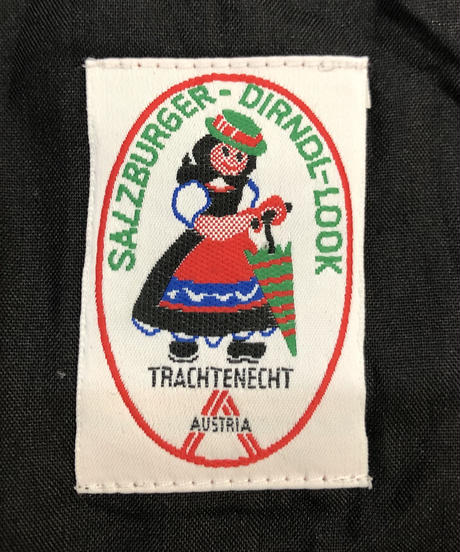 SALZBURGER-DIRNDL-LOOK
TRACHTENECHT
AUSTRIA